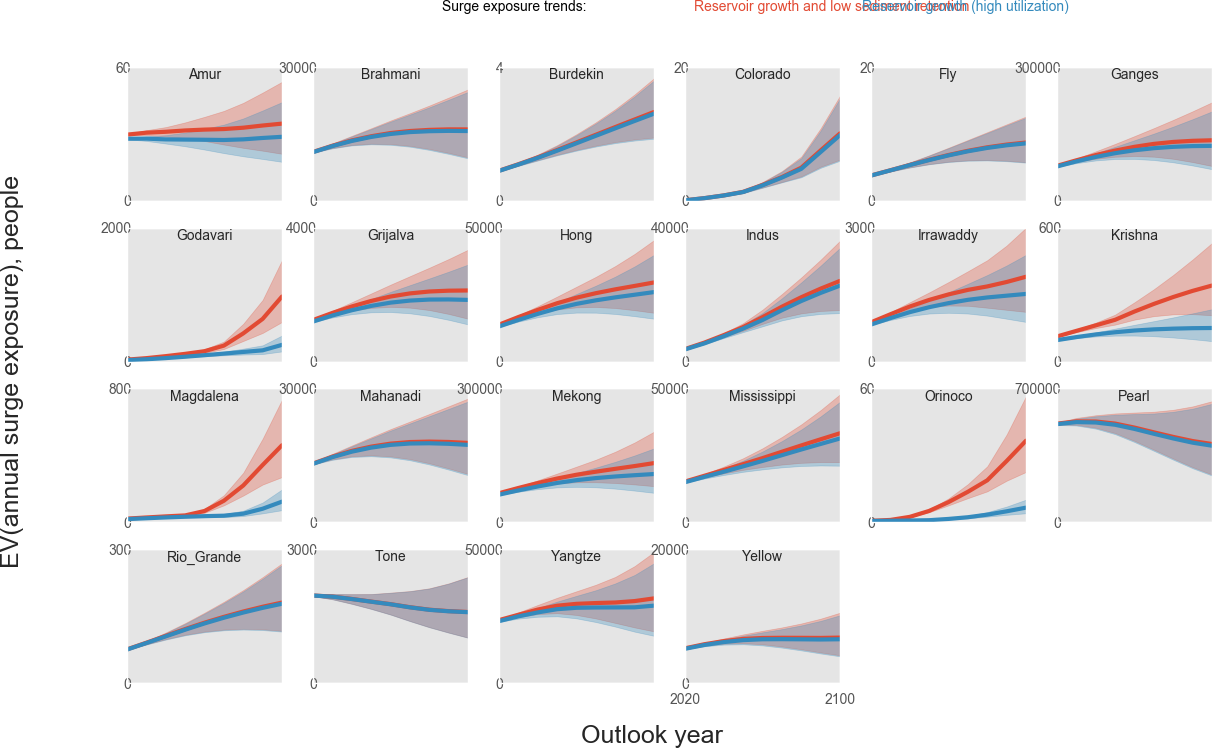 Surge exposure trends: Reservoir growth and low sediment retention Reservoir growth (high utilization)
60 30000 4 20 20 300000
Amur Brahmani Burdekin Colorado Fly Ganges
0 0 0 0 0 0
2000 4000 50000 40000 3000 600
Godavari Grijalva Hong Indus Irrawaddy Krishna
0 0 0 0 0 0
800 30000 300000 50000 60 700000
Magdalena Mahanadi Mekong Mississippi Orinoco Pearl
0 0 0 0 0 0
300 3000 50000 20000
Rio_Grande Tone Yangtze Yellow
0 0 0 0
2020 2100
Outlook year
EV(annual surge exposure), people